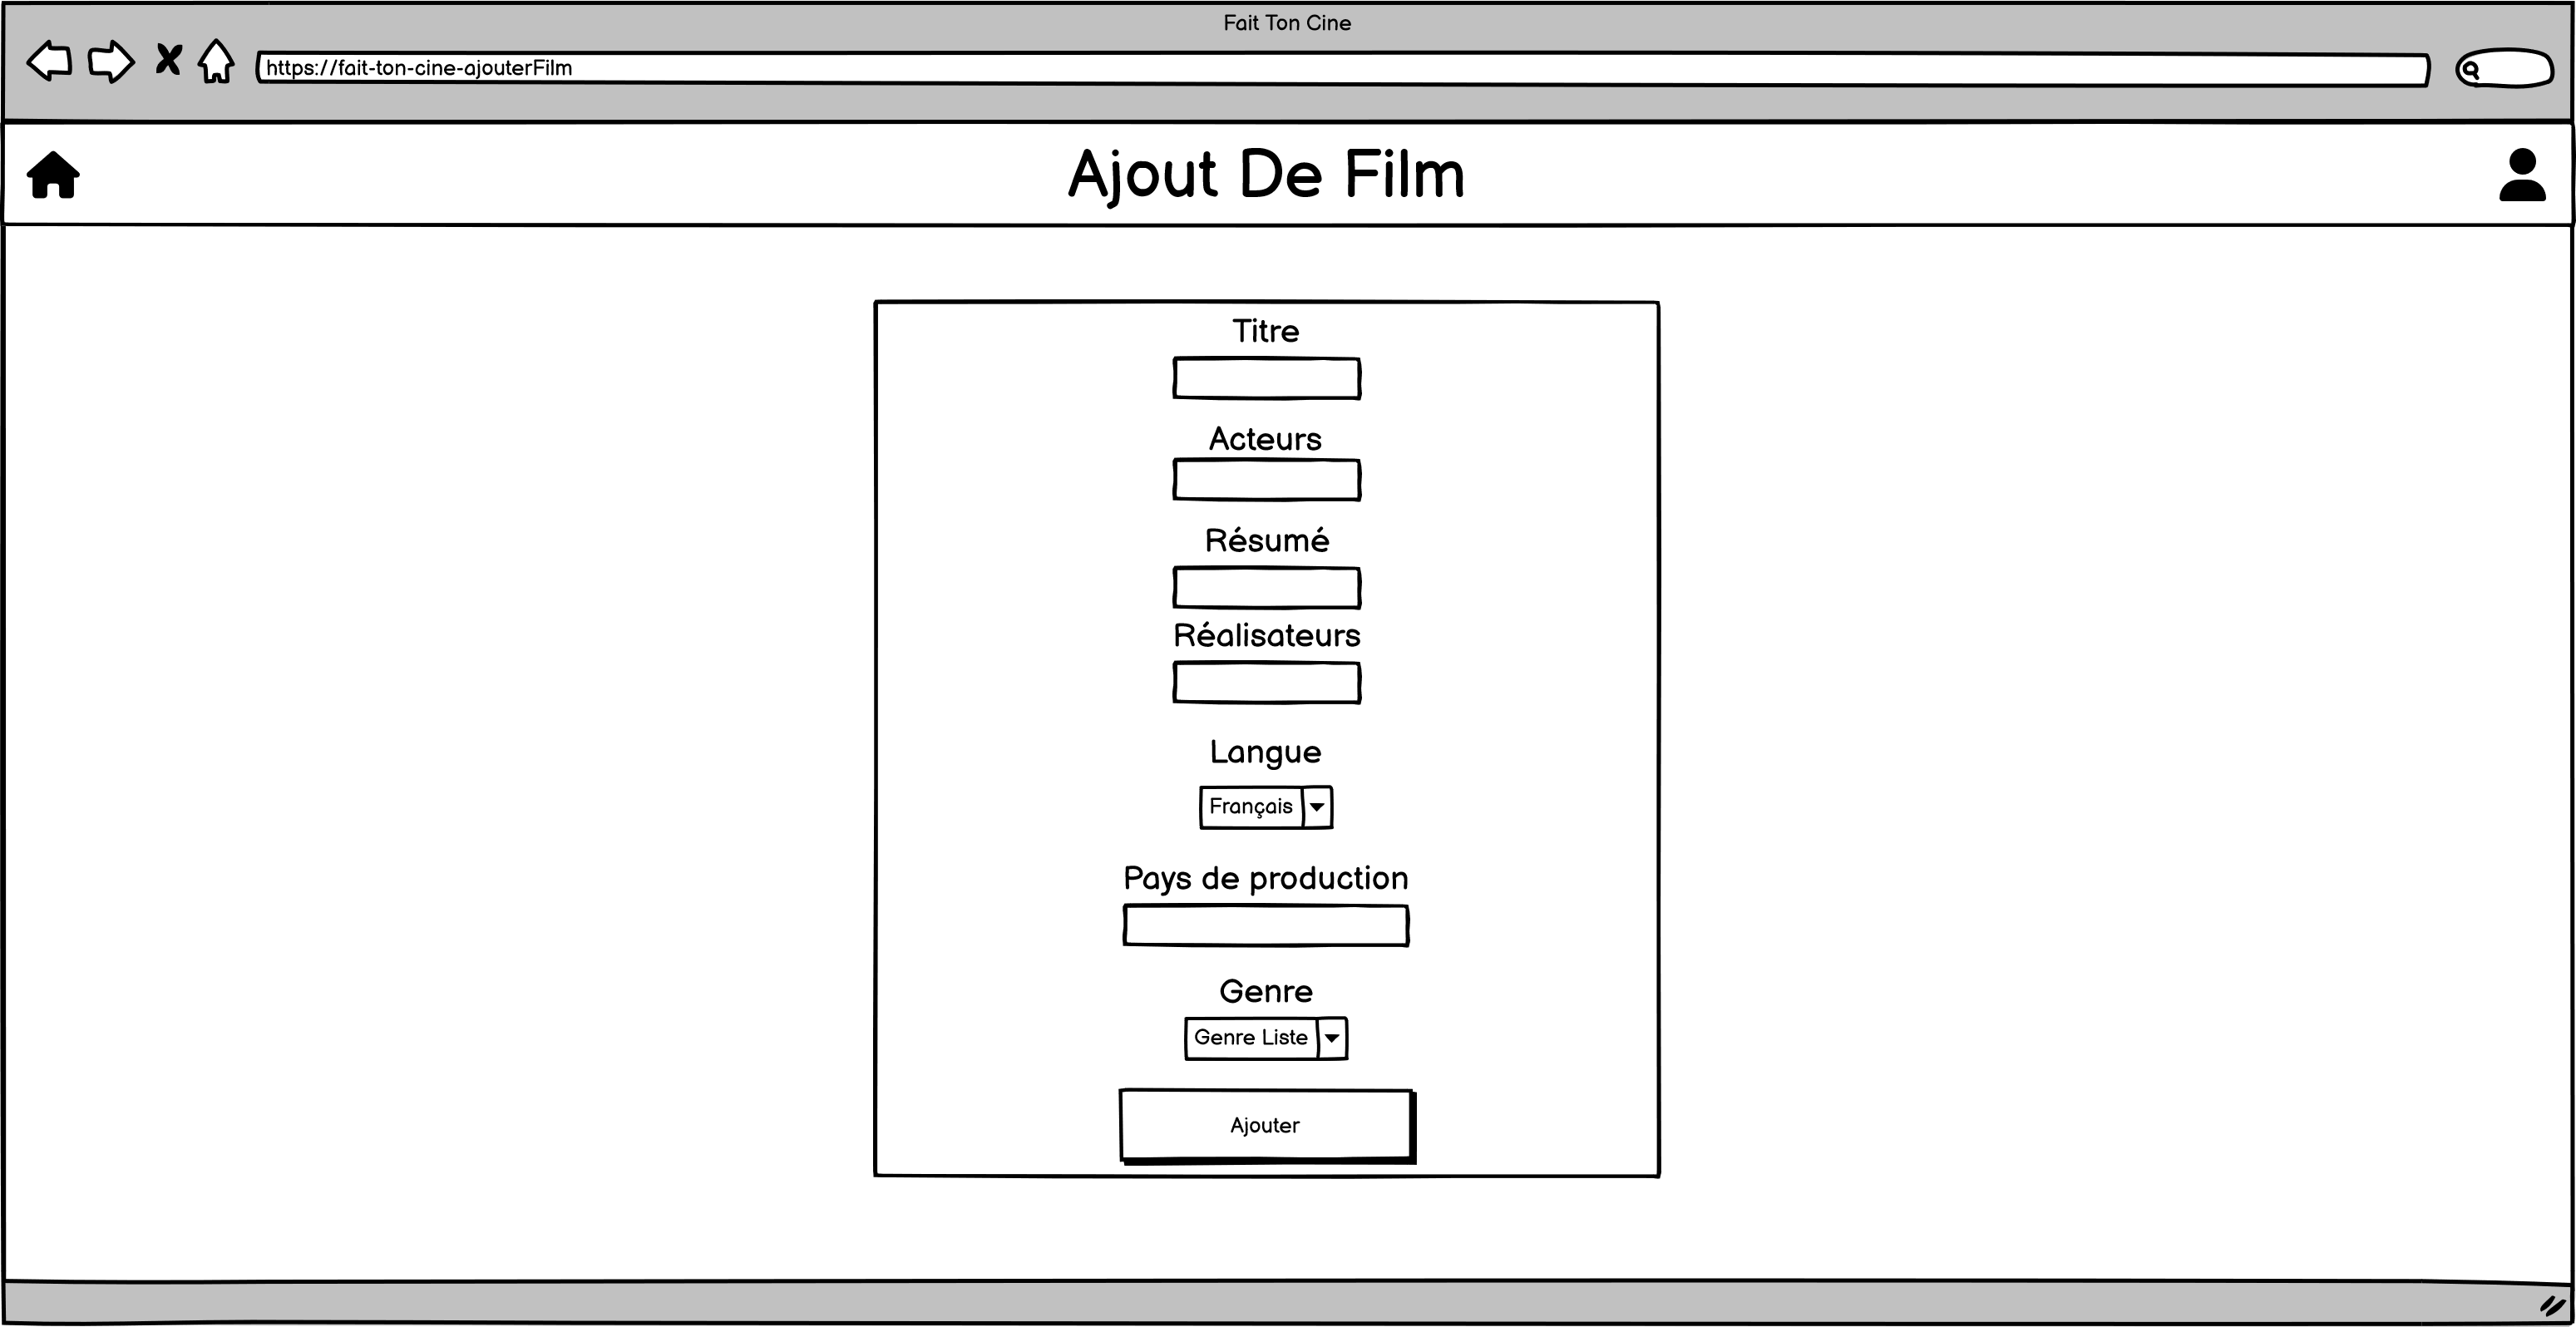 Fait Ton Cine
https://fait-ton-cine-ajouterFilm
Ajout De Film
Titre
Acteurs
Résumé
Réalisateurs
Langue
Français
Pays de production
Genre
Genre Liste
Ajouter